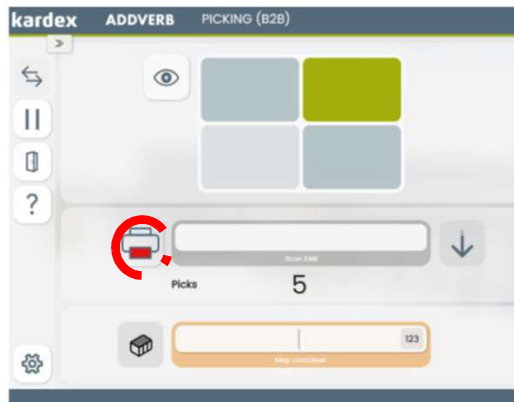 kardex ADDVERB PICKING (B2B)
»
?
Scan EAN
Picks 5
123
Map container